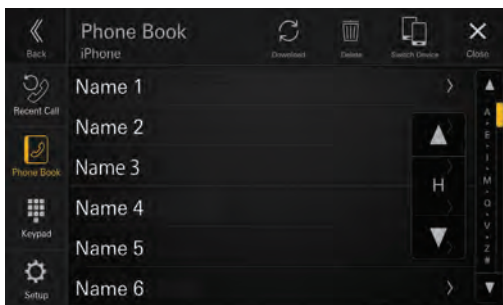 Back
Phone Book
iPhone
Download
Delete
Switch Device
Close
Recent Call
Phone Book
Keypad
Setup
Name 1
Name 2
Name 3
Name 4
Name 5
Name 6
H
A
E
I
M
Q
V
Z
#